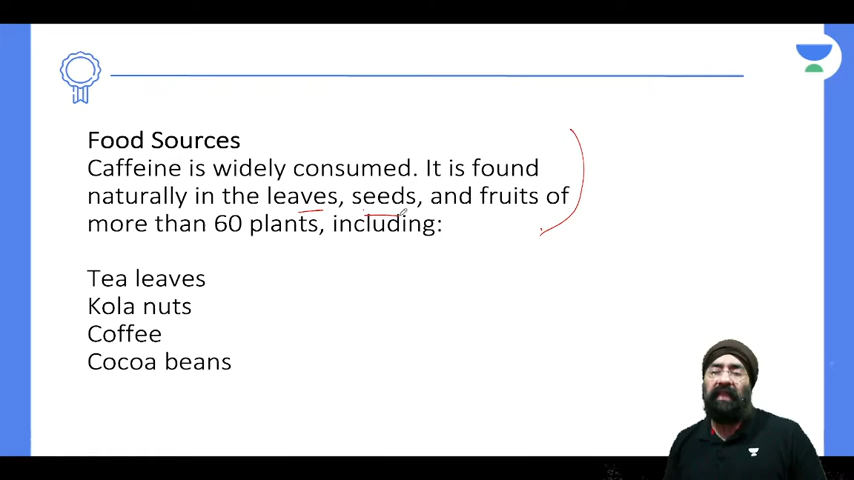 Food Sources
Caffeine is widely consumed. It is found
naturally in the leaves, seeds, and fruits of
more than 60 plants, including:
Tea leaves
Kola nuts
Coffee
Cocoa beans